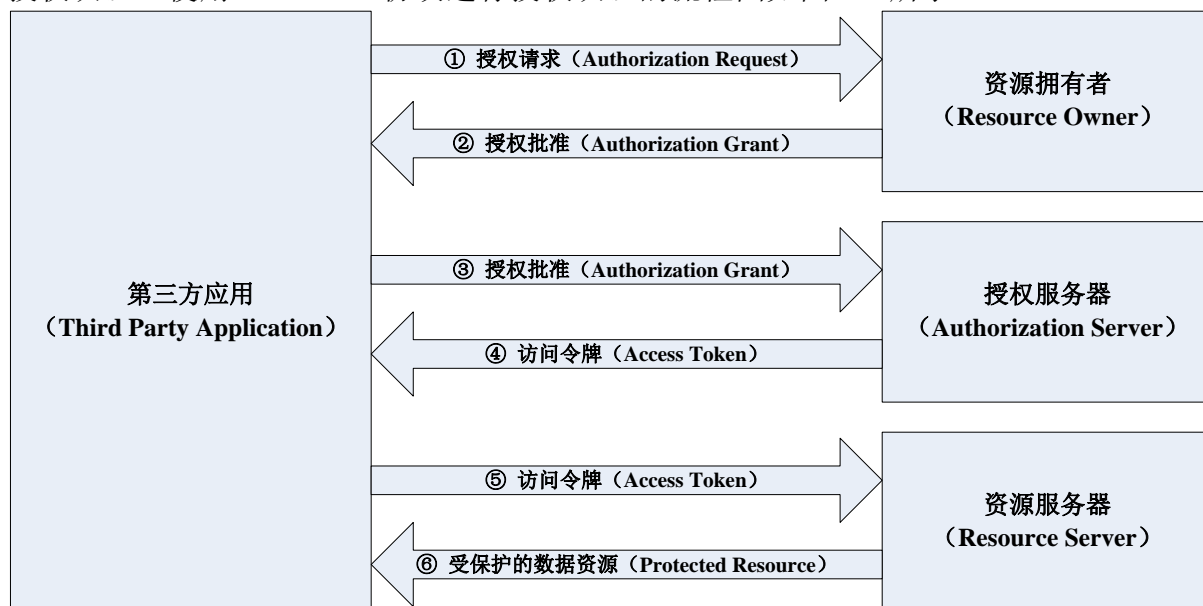 ① 授权请求（Authorization Request）
资源拥有者
（Resource Owner）
② 授权批准（Authorization Grant）
第三方应用
（Third Party Application）
③ 授权批准（Authorization Grant）
授权服务器
（Authorization Server）
④ 访问令牌（Access Token）
⑤ 访问令牌（Access Token）
资源服务器
（Resource Server）
⑥ 受保护的数据资源（Protected Resource）